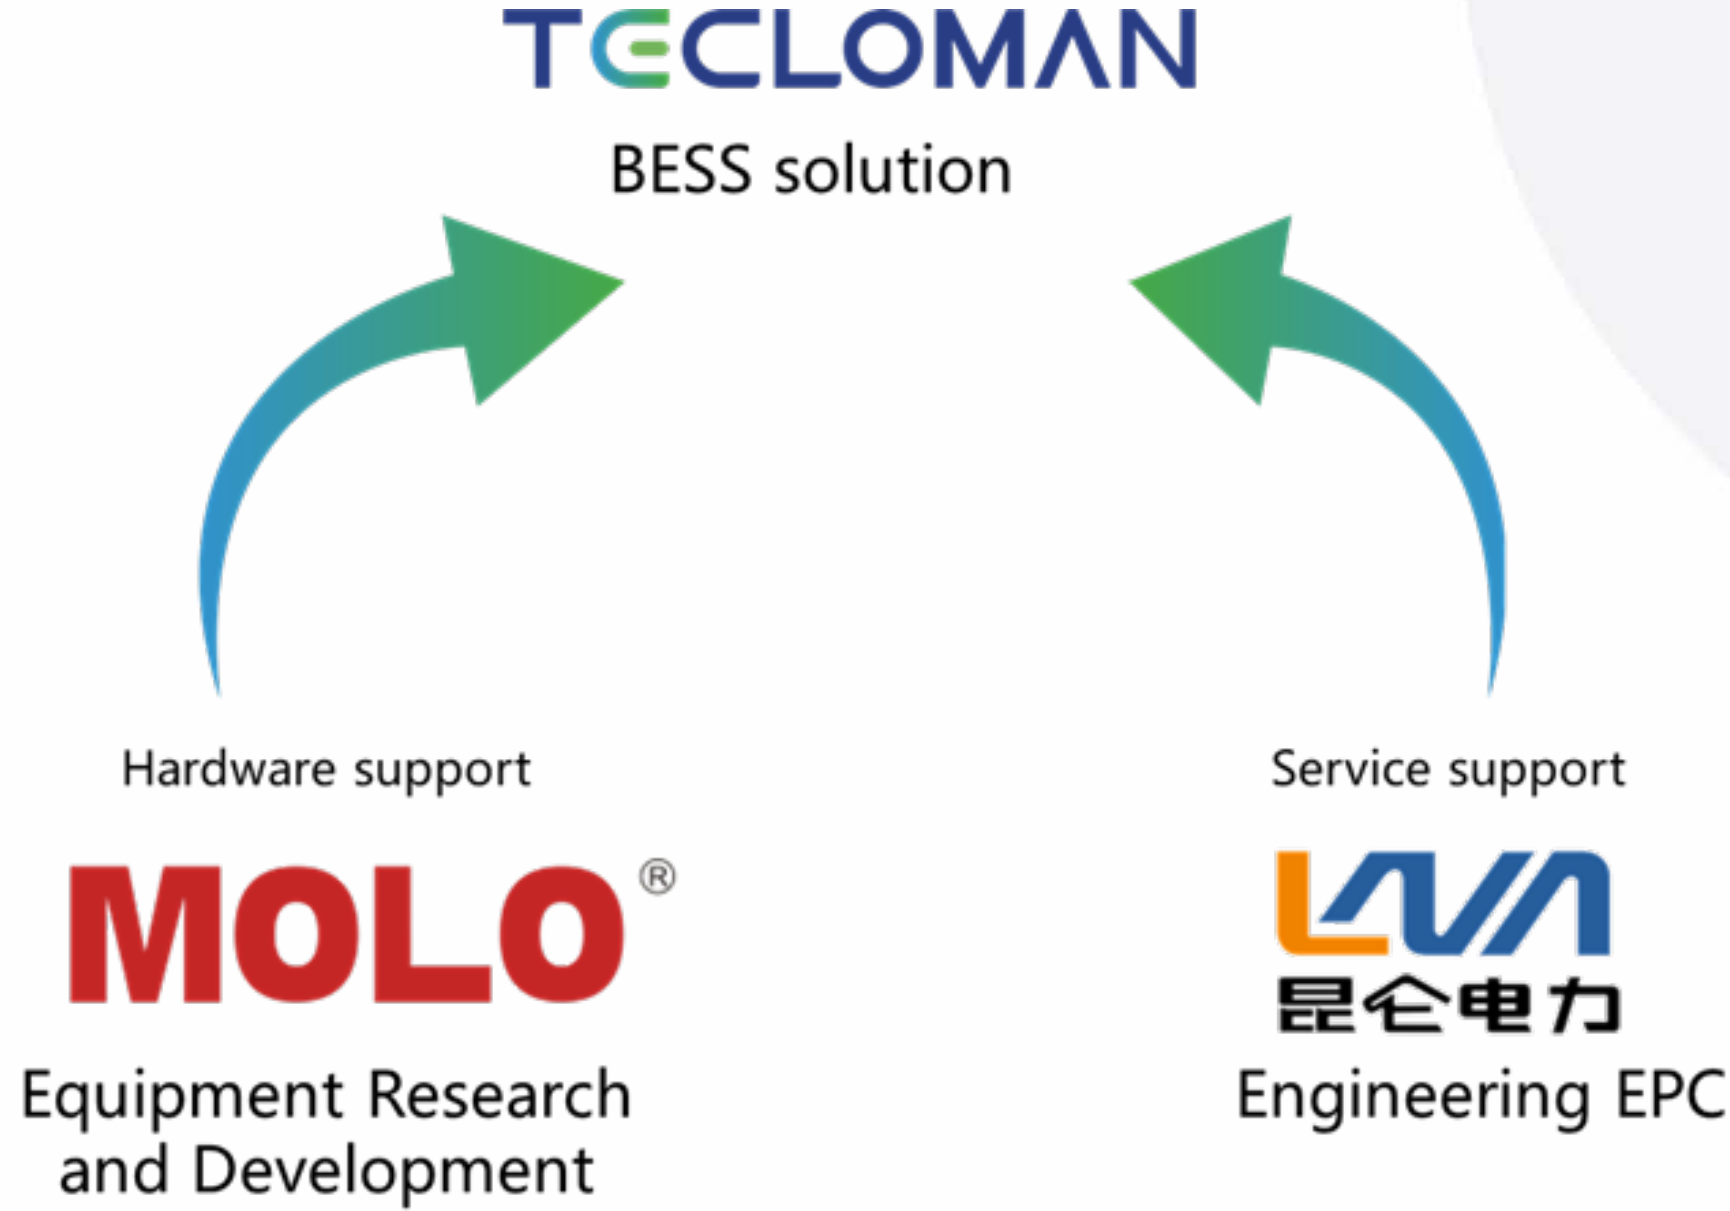 TECLOMAN
BESS solution
Hardware support
Service support
MOLO®
昆仑电力
Equipment Research
and Development
Engineering EPC